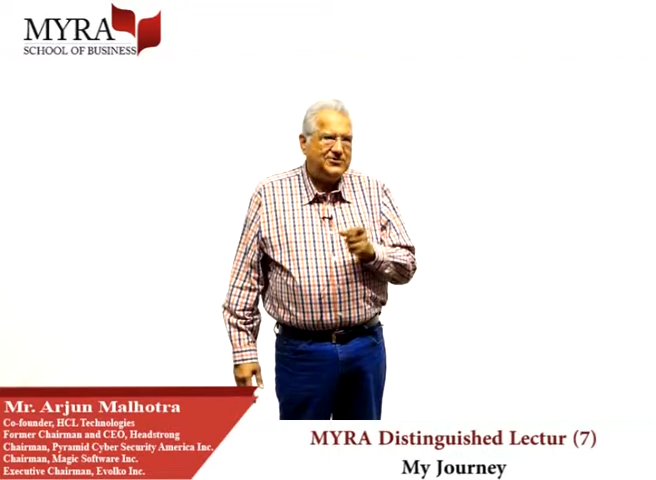 MYRA
SCHOOL OF BUSINESS
Mr. Arjun Malhotra
Co-founder, HCL Technologies
Former Chairman and CEO, Headstrong
Chairman, Pyramid Cyber Security America Inc.
Chairman, Magic Software Inc.
Executive Chairman, Evolko Inc.
MYRA Distinguished Lectur (7)
My Journey